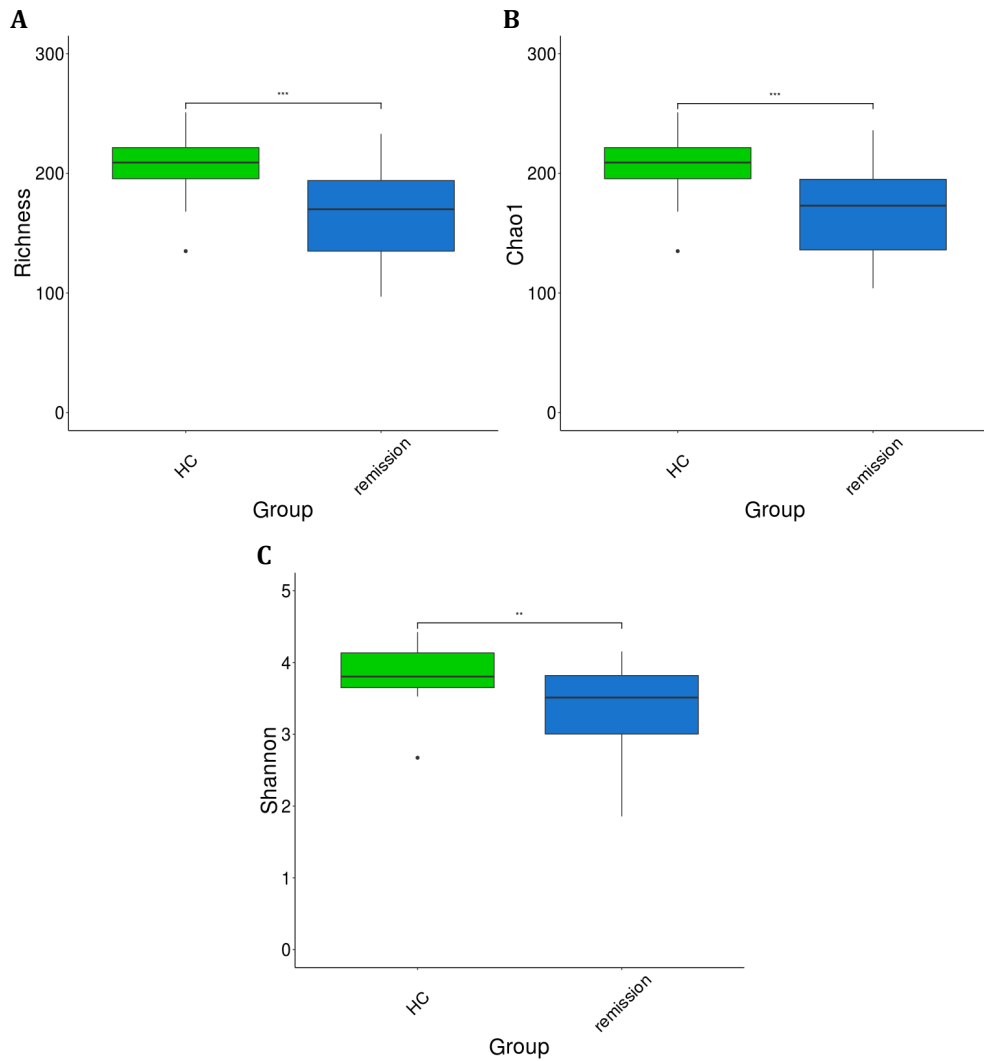 A
300
200
100
0
Richness
***
HC
remission
Group
B
300
200
100
0
Chao1
***
HC
remission
Group
C
5
4
3
2
1
0
Shannon
**
HC
remission
Group